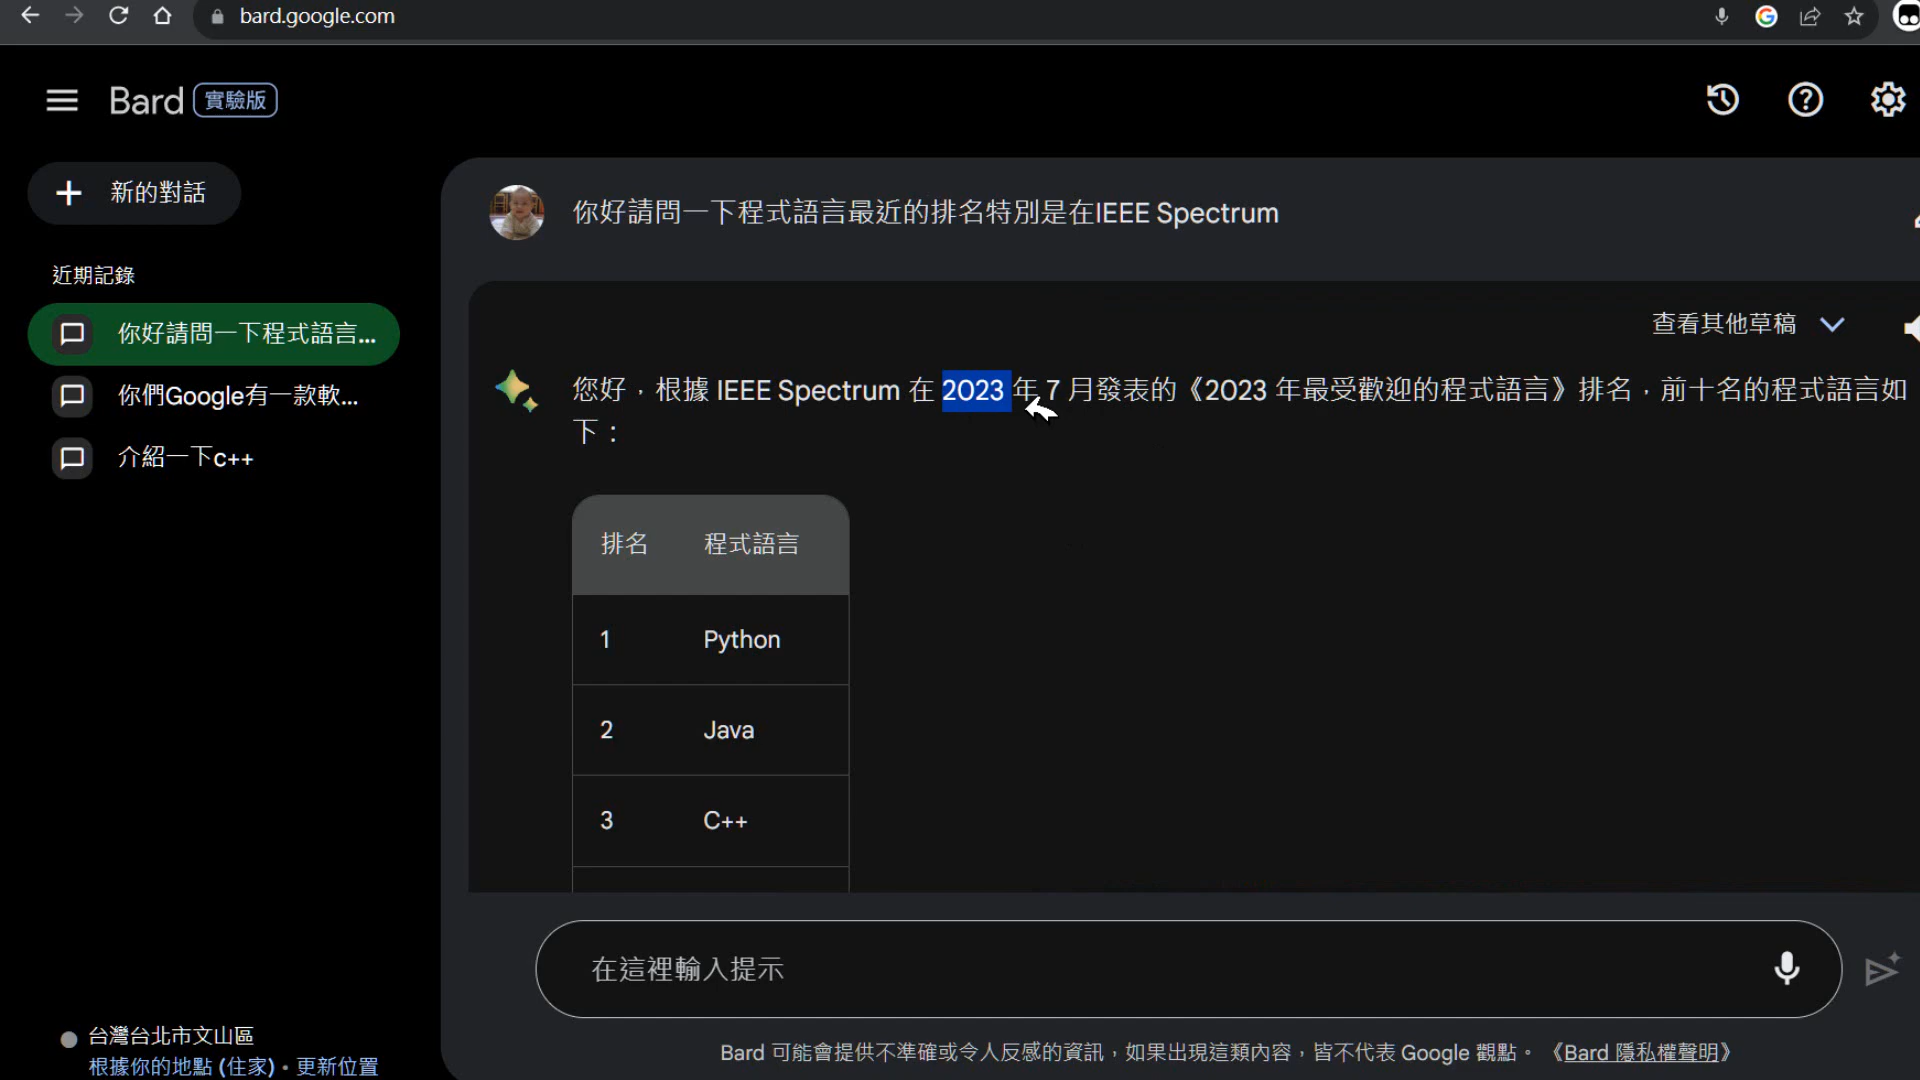 bard.google.com
Bard 實驗版
新的對話
近期記錄
你好請問一下程式語言...
你們Google有一款軟...
介紹一下c++
你好請問一下程式語言最近的排名特別是在IEEE Spectrum
查看其他草稿
您好，根據 IEEE Spectrum 在 2023 年 7 月發表的《2023 年最受歡迎的程式語言》排名，前十名的程式語言如
下：
排名 程式語言
1 Python
2 Java
3 C++
在這裡輸入提示
台灣台北市文山區
根據你的地點 (住家) • 更新位置
Bard 可能會提供不準確或令人反感的資訊，如果出現這類內容，皆不代表 Google 觀點。《Bard 隱私權聲明》